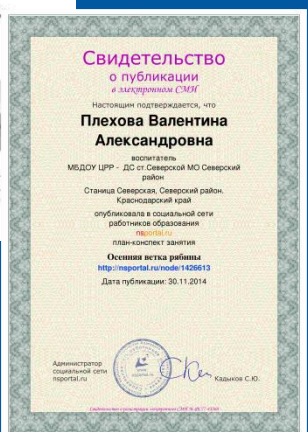 Свидетельство
о публикации
в электронном СМИ
Настоящим подтверждается, что
Плехова Валентина
Александровна
воспитатель
МБДОУ ЦРР - ДС ст.Северской МО Северский
район
Станица Северская, Северский район.
Краснодарский край
опубликовала в социальной сети
работников образования
nsportal.ru
план-конспект занятия
Осенняя ветка рябины
http://nsportal.ru/node/1426613
Дата публикации: 30.11.2014
Администратор
социальной сети
nsportal.ru
Кадыков С.Ю.